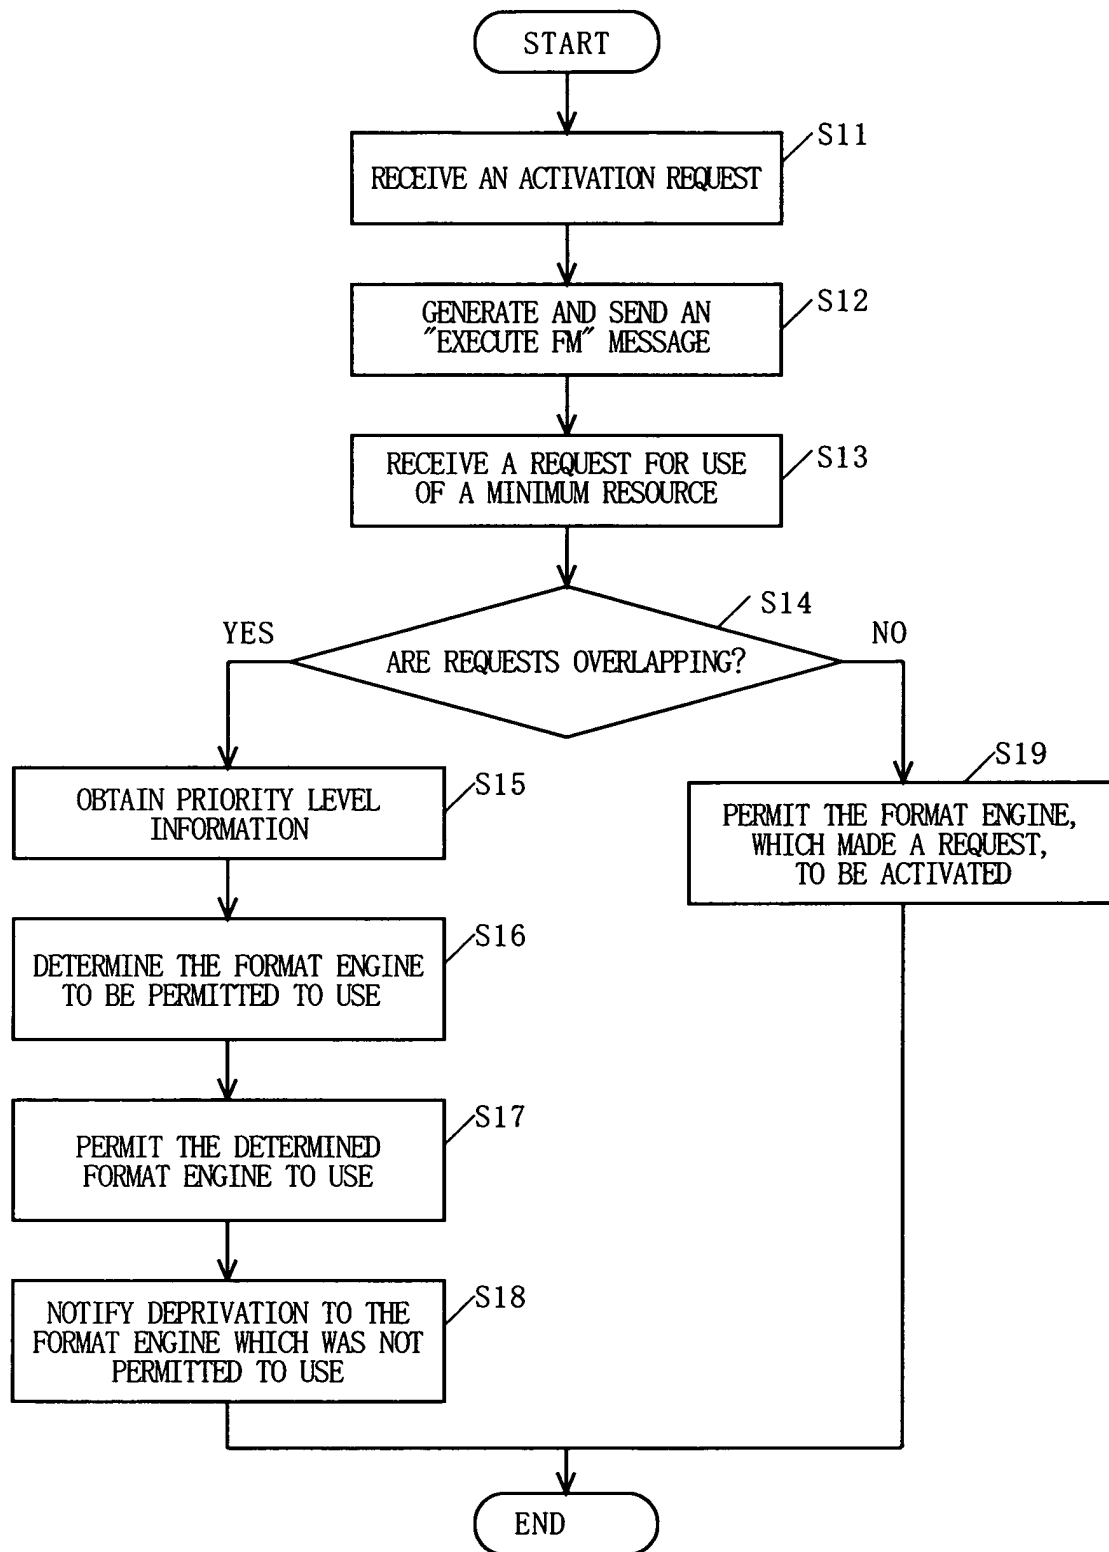 START
S11
RECEIVE AN ACTIVATION REQUEST
S12
GENERATE AND SEND AN
"EXECUTE FM" MESSAGE
S13
RECEIVE A REQUEST FOR USE
OF A MINIMUM RESOURCE
S14
YES
NO
ARE REQUESTS OVERLAPPING?
S15
OBTAIN PRIORITY LEVEL
INFORMATION
S19
PERMIT THE FORMAT ENGINE,
WHICH MADE A REQUEST,
TO BE ACTIVATED
S16
DETERMINE THE FORMAT ENGINE
TO BE PERMITTED TO USE
S17
PERMIT THE DETERMINED
FORMAT ENGINE TO USE
S18
NOTIFY DEPRIVATION TO THE
FORMAT ENGINE WHICH WAS NOT
PERMITTED TO USE
END